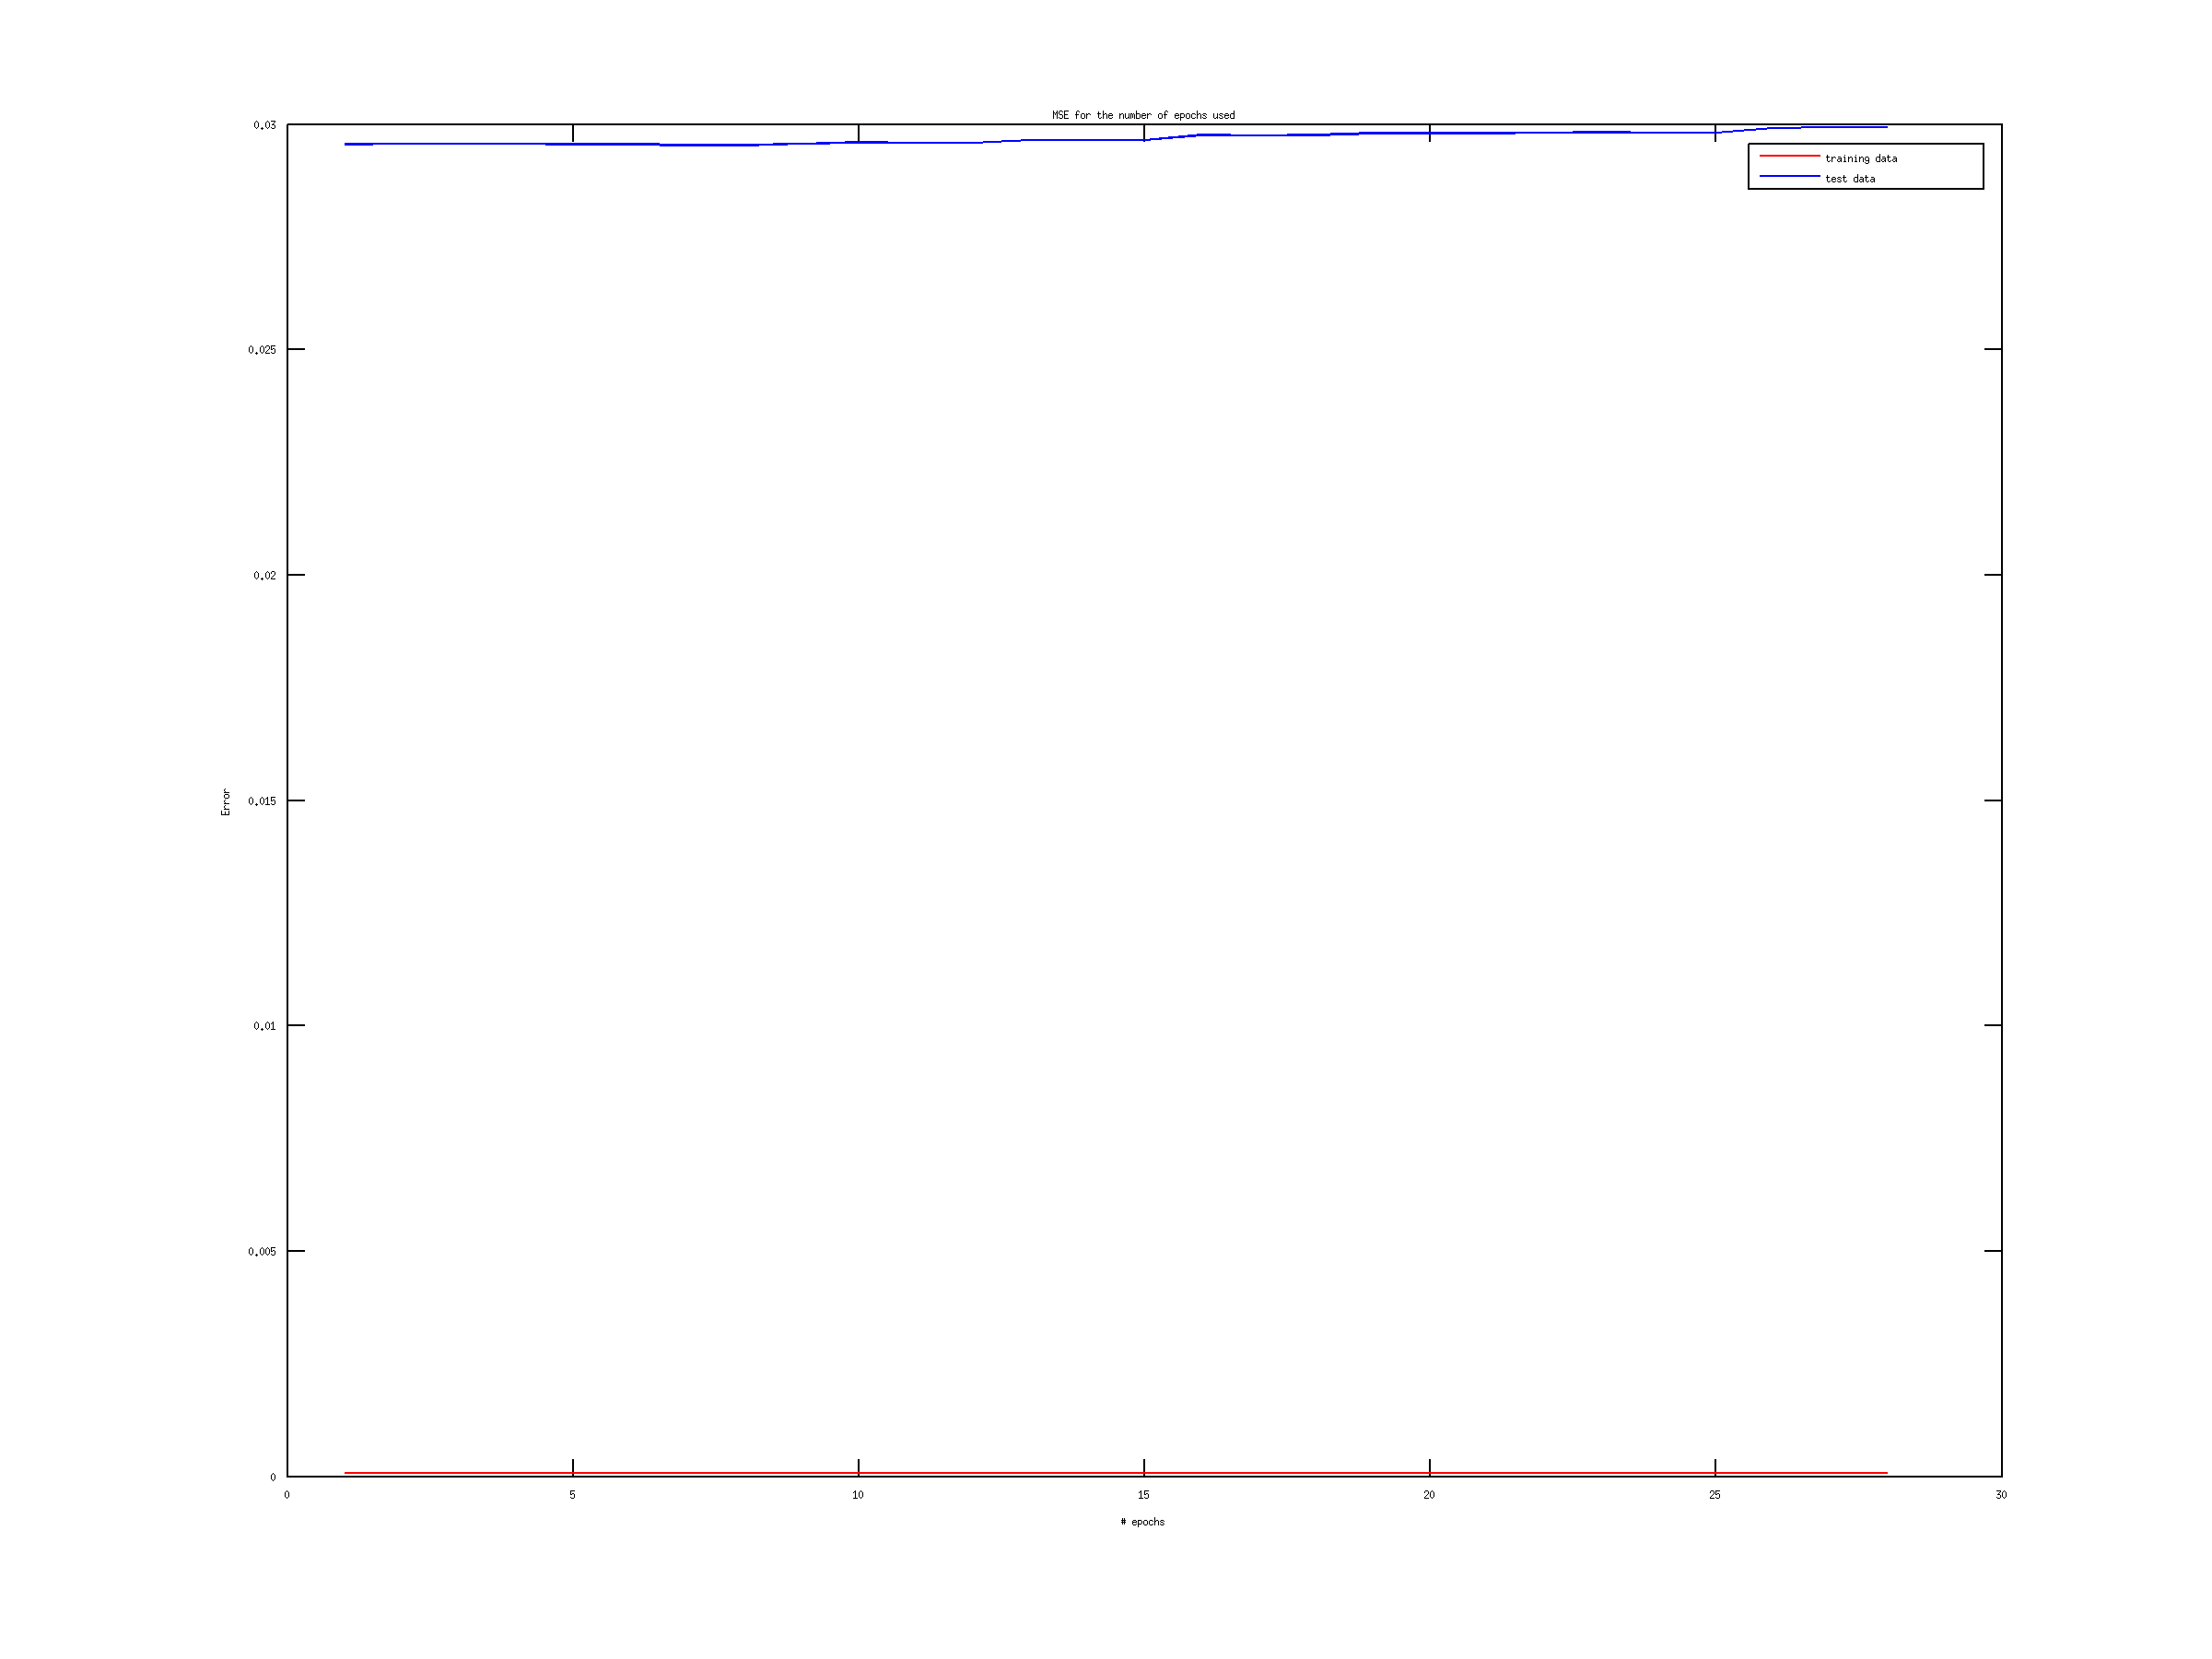 MSE for the number of epochs used
0.03
training data
test data
0.025
0.02
Error
0.015
0.01
0.005
0
0 5 10 15 20 25 30
# epochs